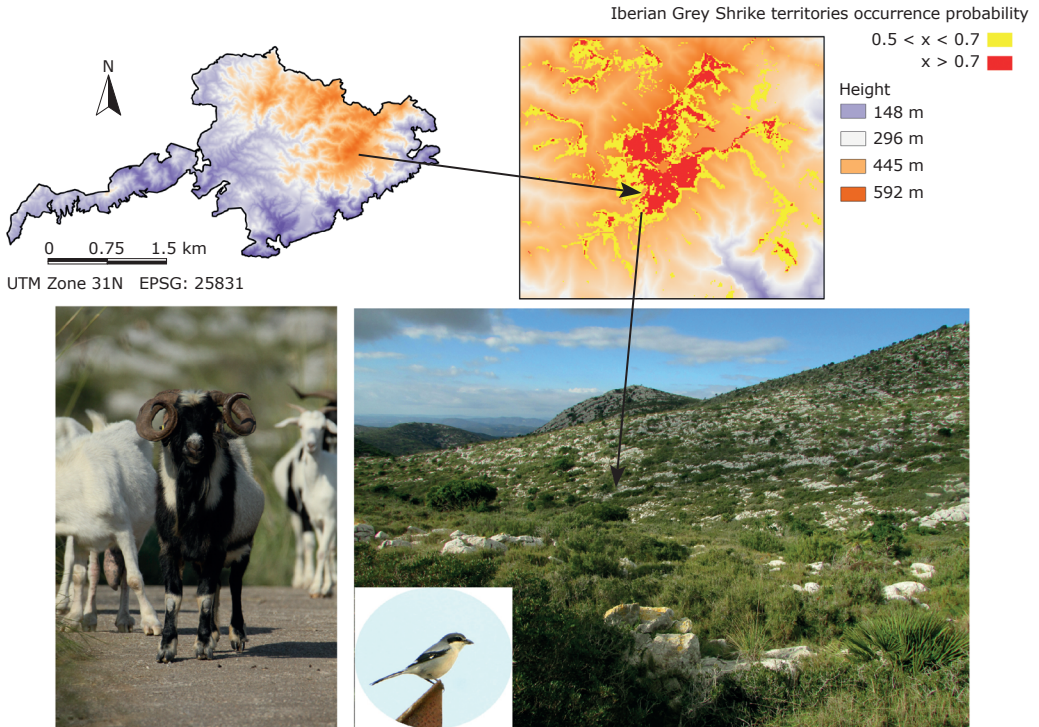 Iberian Grey Shrike territories occurrence probability
0.5 < x < 0.7
x > 0.7
N
Height
148 m
296 m
445 m
592 m
0 0.75 1.5 km
UTM Zone 31N EPSG: 25831